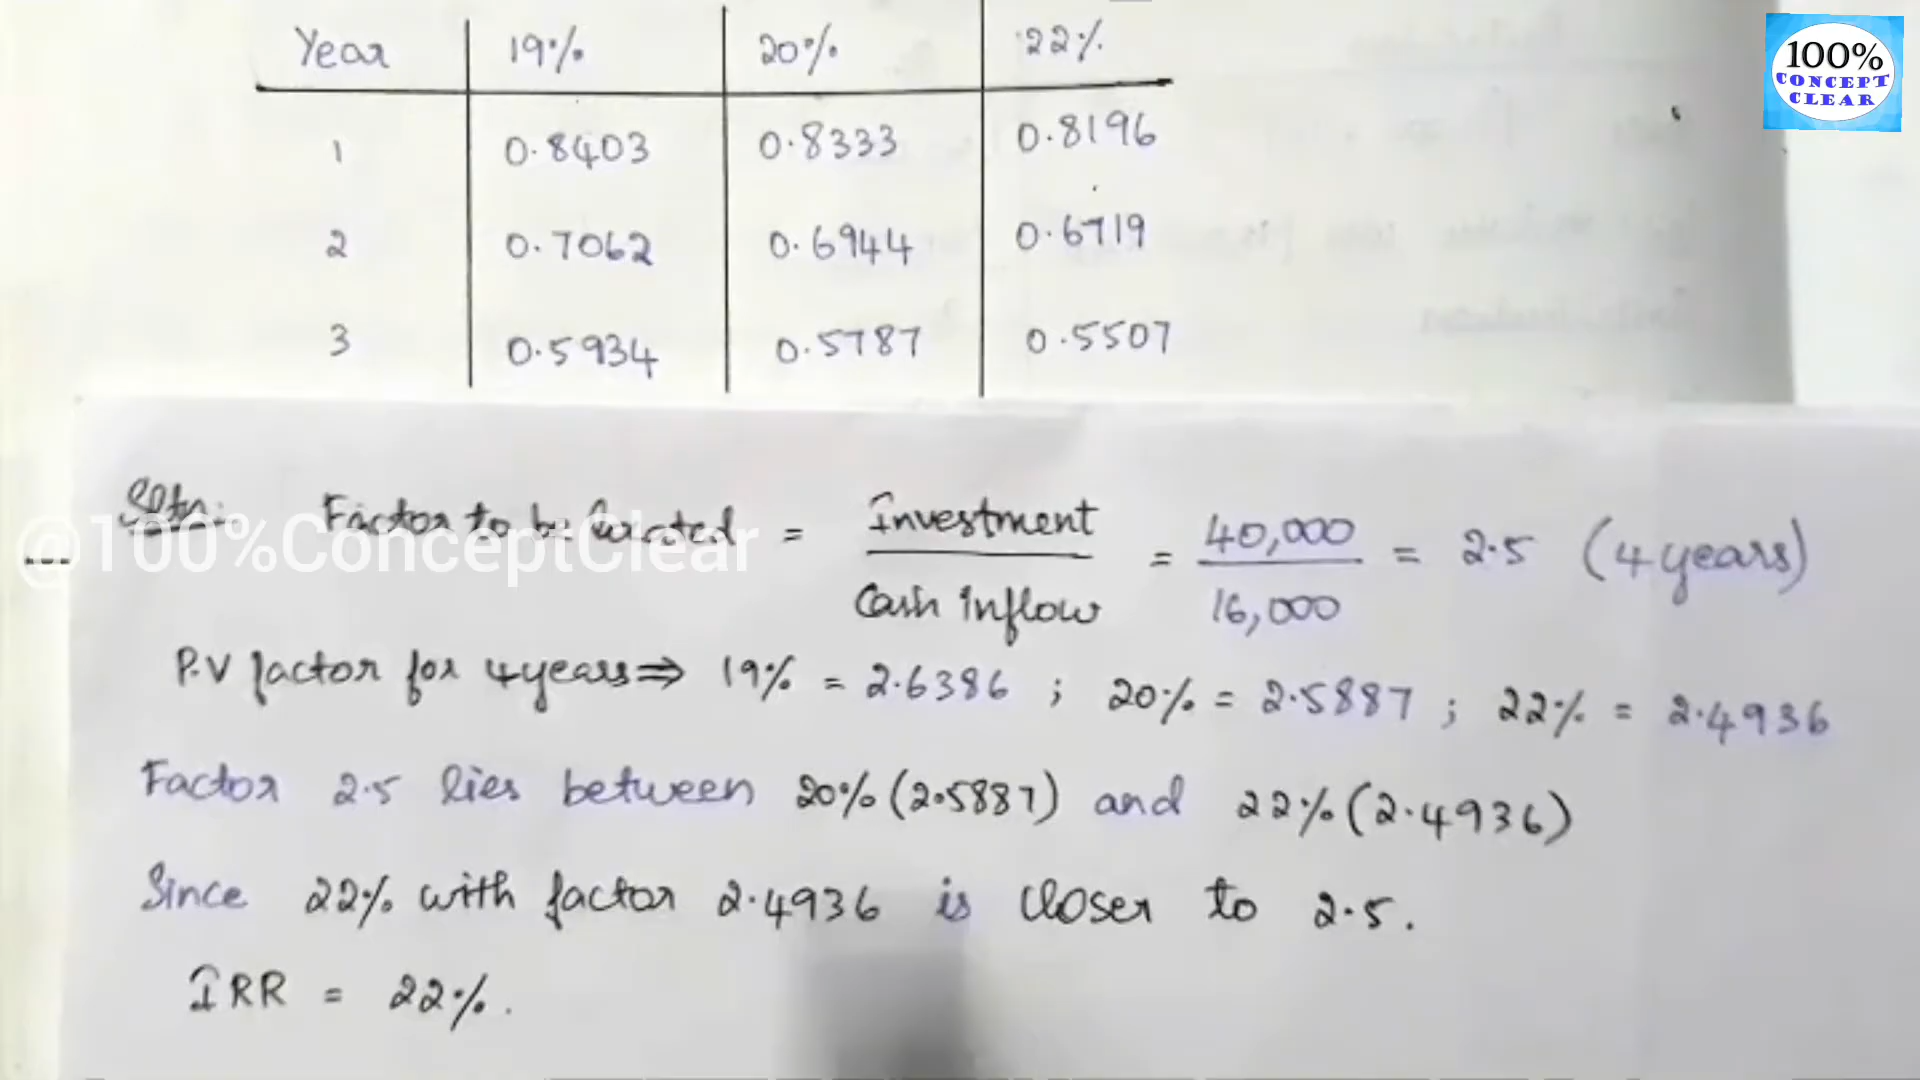 Year 19% 20% 22%
100%
CONCEPT
CLEAR
1 0.8403 0.8333 0.8196
2 0.7062 0.6944 0.6719
3 0.5934 0.5787 0.5507
Soln: Factor to be located = Investment / Cash inflow = 40,000 / 16,000 = 2.5 (4 years)
@100%ConceptClear
P.V factor for 4 years ⇒ 19% = 2.6386 ; 20% = 2.5887 ; 22% = 2.4936
Factor 2.5 lies between 20% (2.5887) and 22% (2.4936)
Since 22% with factor 2.4936 is closer to 2.5.
IRR = 22%.